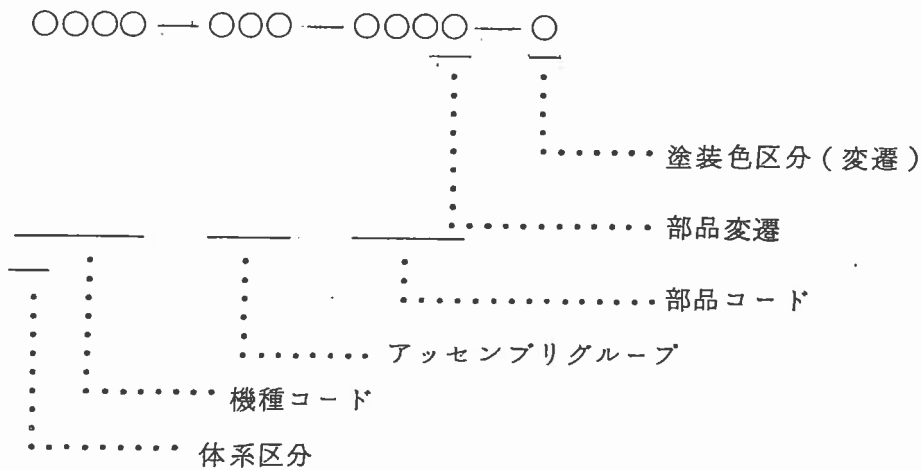 ○○○○—○○○—○○○○—○
塗装色区分(変遷)
部品変遷
部品コード
アッセンブリグループ
機種コード
体系区分